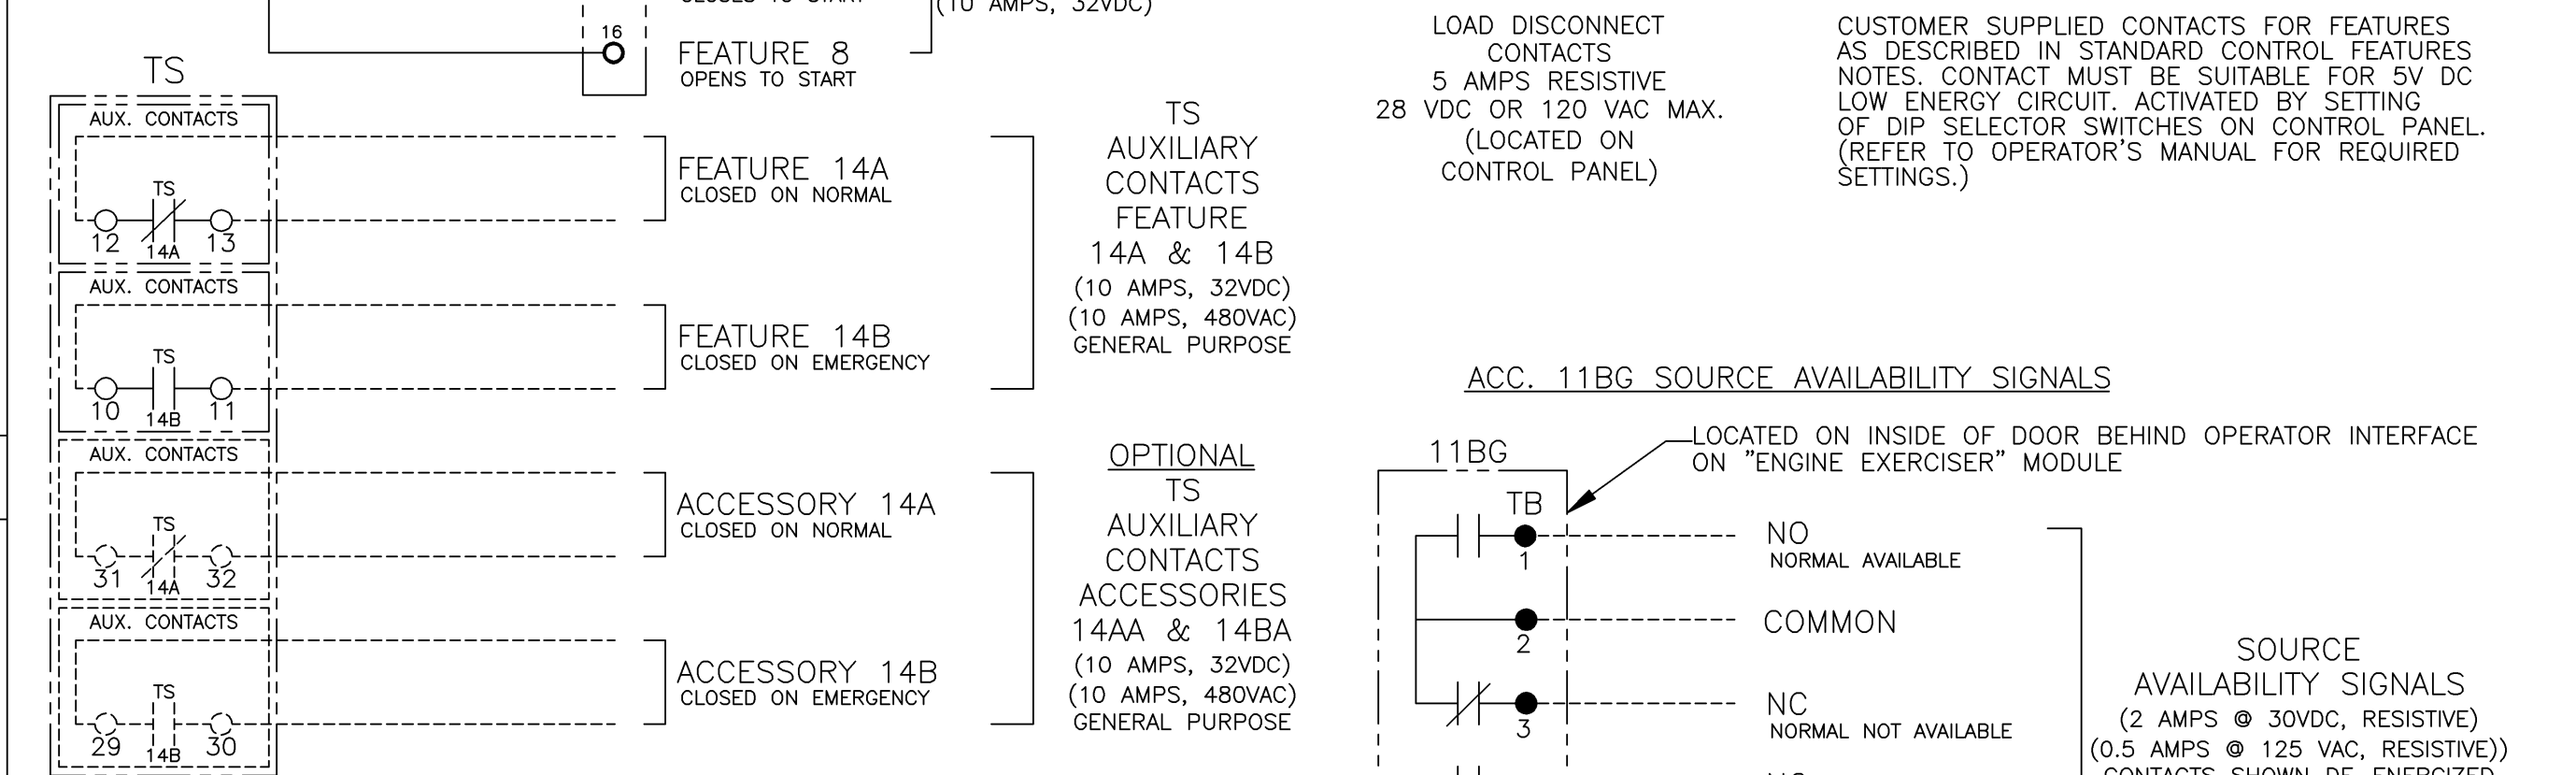 CLOSES TO START
(10 AMPS, 32VDC)
16
FEATURE 8
OPENS TO START
TS
AUX. CONTACTS
TS
12
13
14A
FEATURE 14A
CLOSED ON NORMAL
AUX. CONTACTS
TS
10
11
14B
FEATURE 14B
CLOSED ON EMERGENCY
TS
AUXILIARY
CONTACTS
FEATURE
14A & 14B
(10 AMPS, 32VDC)
(10 AMPS, 480VAC)
GENERAL PURPOSE
AUX. CONTACTS
TS
31
32
14A
ACCESSORY 14A
CLOSED ON NORMAL
AUX. CONTACTS
TS
29
30
14B
ACCESSORY 14B
CLOSED ON EMERGENCY
OPTIONAL
TS
AUXILIARY
CONTACTS
ACCESSORIES
14AA & 14BA
(10 AMPS, 32VDC)
(10 AMPS, 480VAC)
GENERAL PURPOSE
LOAD DISCONNECT
CONTACTS
5 AMPS RESISTIVE
28 VDC OR 120 VAC MAX.
(LOCATED ON
CONTROL PANEL)
CUSTOMER SUPPLIED CONTACTS FOR FEATURES
AS DESCRIBED IN STANDARD CONTROL FEATURES
NOTES. CONTACT MUST BE SUITABLE FOR 5V DC
LOW ENERGY CIRCUIT. ACTIVATED BY SETTING
OF DIP SELECTOR SWITCHES ON CONTROL PANEL.
(REFER TO OPERATOR'S MANUAL FOR REQUIRED
SETTINGS.)
ACC. 11BG SOURCE AVAILABILITY SIGNALS
LOCATED ON INSIDE OF DOOR BEHIND OPERATOR INTERFACE
ON "ENGINE EXERCISER" MODULE
11BG
TB
1
NO
NORMAL AVAILABLE
2
COMMON
3
NC
NORMAL NOT AVAILABLE
SOURCE
AVAILABILITY SIGNALS
(2 AMPS @ 30VDC, RESISTIVE)
(0.5 AMPS @ 125 VAC, RESISTIVE))
CONTACTS SHOWN DE-ENERGIZED